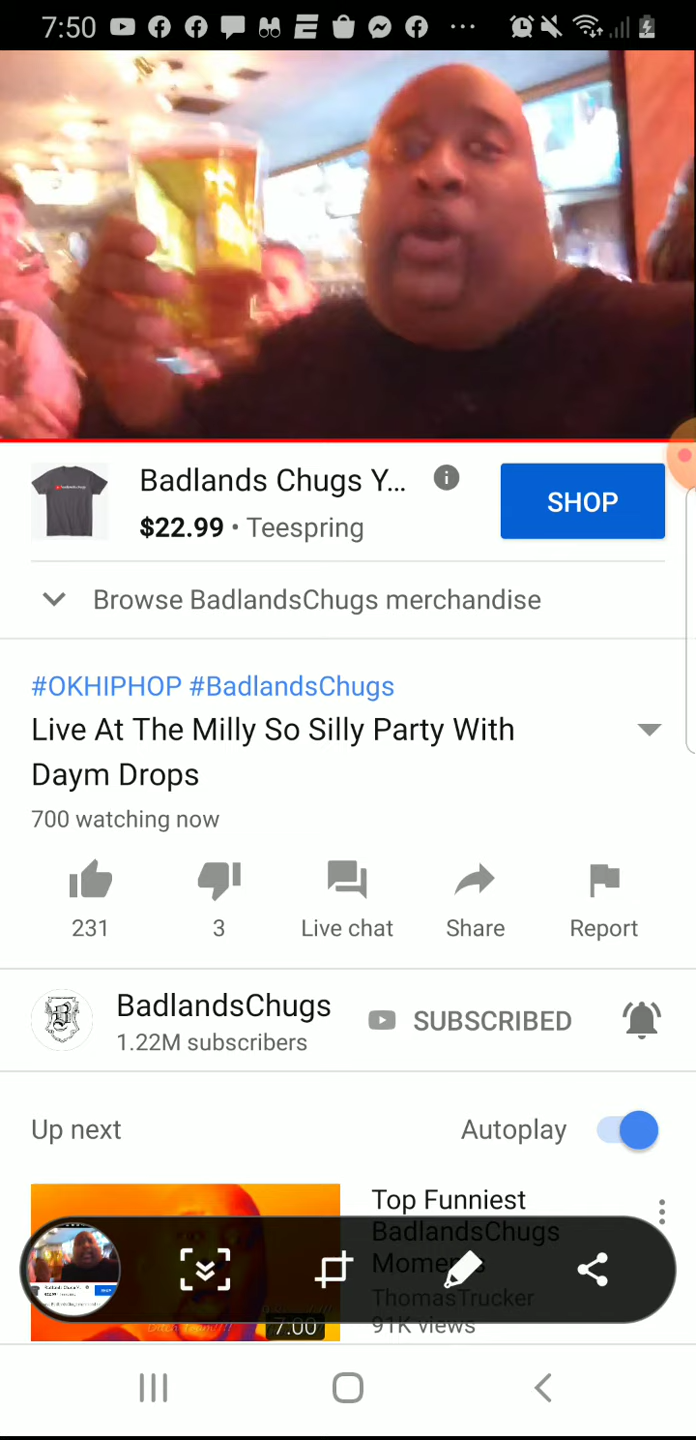 7:50
Badlands Chugs Y...
$22.99 • Teespring
SHOP
Browse BadlandsChugs merchandise
#OKHIPHOP #BadlandsChugs
Live At The Milly So Silly Party With
Daym Drops
700 watching now
231
3
Live chat
Share
Report
BadlandsChugs
1.22M subscribers
SUBSCRIBED
Up next
Autoplay
Top Funniest
BadlandsChugs
Moments
ThomasTrucker
91K views
7:00